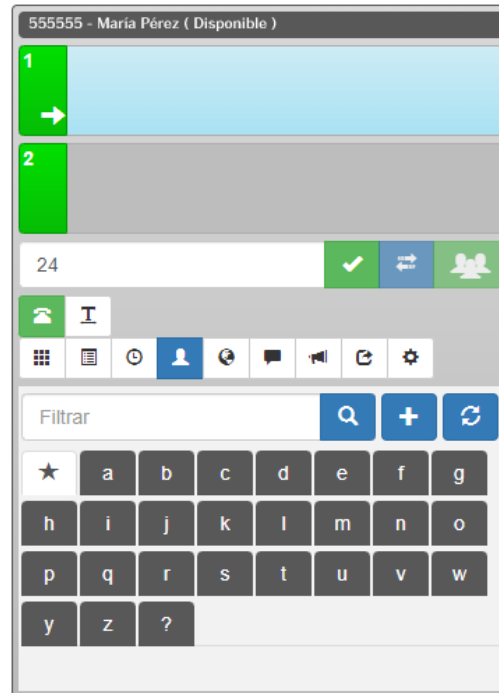 555555 - María Pérez ( Disponible )
1
2
24
T
Filtrar
★ a b c d e f g
h i j k l m n o
p q r s t u v w
y z ?